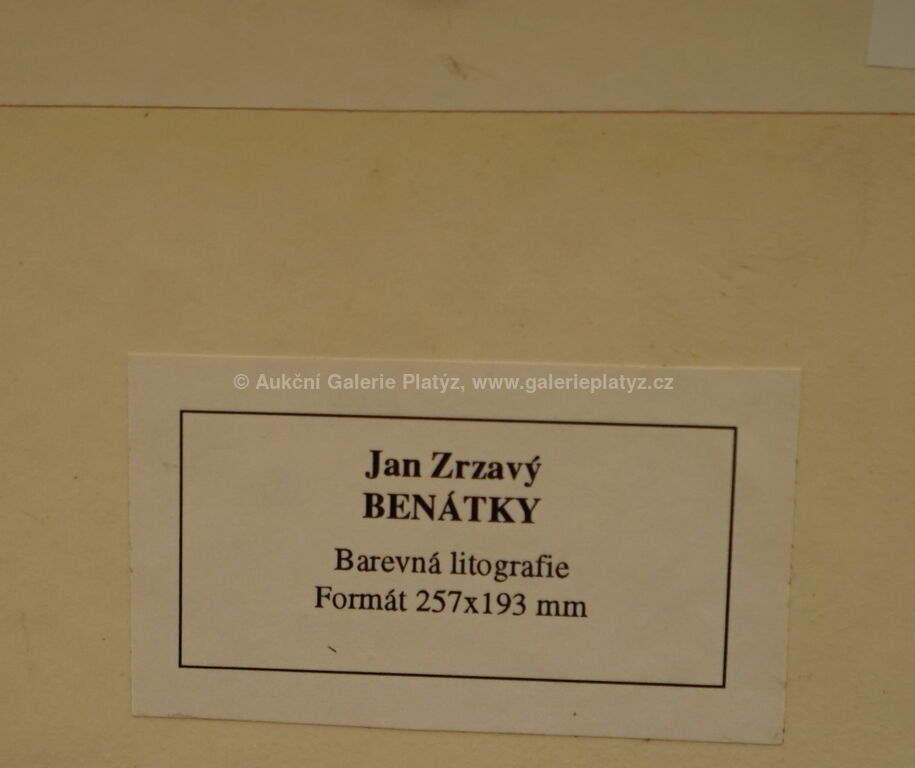 © Aukční Galerie Platýz, www.galerieplatyz.cz
Jan Zrzavý
BENÁTKY
Barevná litografie
Formát 257x193 mm